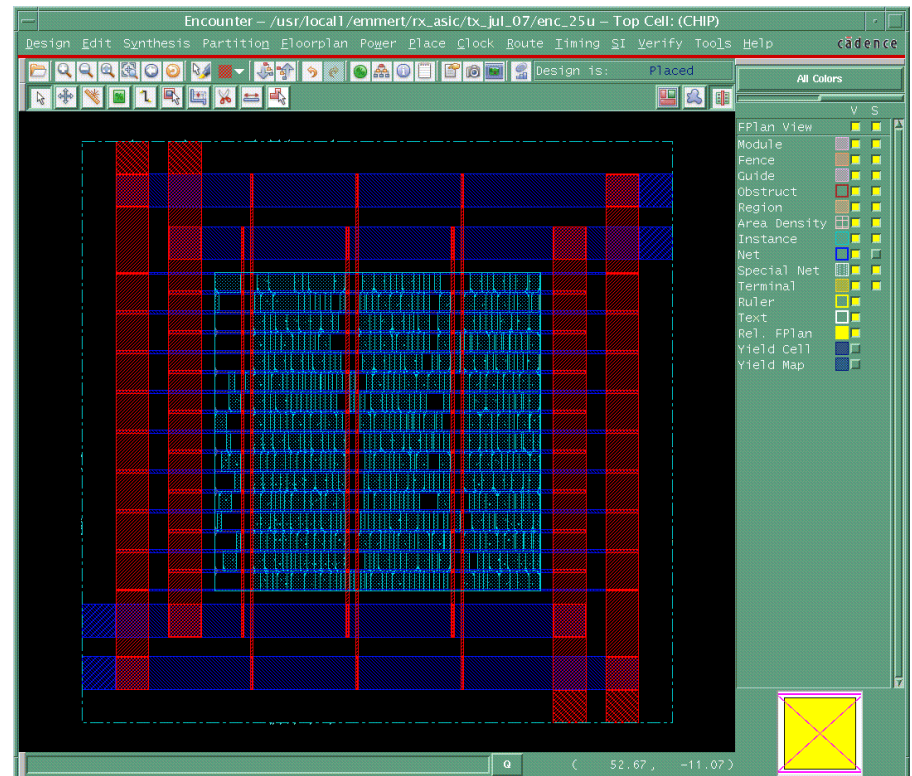 Encounter – /usr/local1/emmert/rx_asic/tx_jul_07/enc_25u – Top Cell: (CHIP)
Design Edit Synthesis Partition Floorplan Power Place Clock Route Timing SI Verify Tools Help cādence
Design is: Placed
All Colors
V S
FPlan View
Module
Fence
Guide
Obstruct
Region
Area Density
Instance
Net
Special Net
Terminal
Ruler
Text
Rel. FPlan
Yield Cell
Yield Map
Q ( 52.67, -11.07)